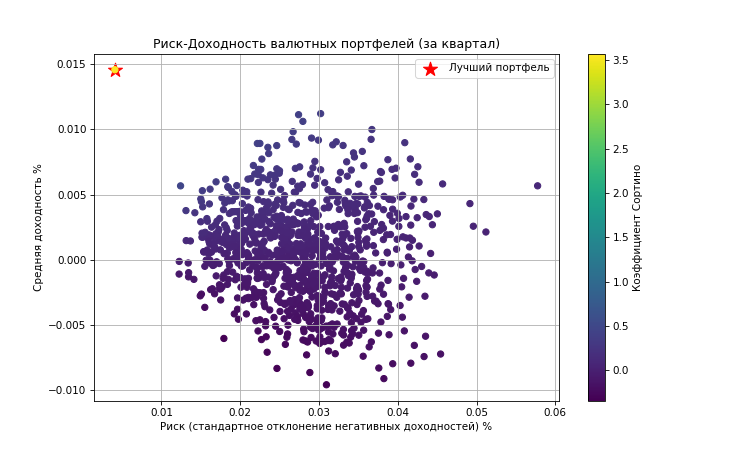 Риск-Доходность валютных портфелей (за квартал)
Лучший портфель
0.015
0.010
0.005
0.000
−0.005
−0.010
Средняя доходность %
0.01 0.02 0.03 0.04 0.05 0.06
Риск (стандартное отклонение негативных доходностей) %
3.5
3.0
2.5
2.0
1.5
1.0
0.5
0.0
Коэффициент Сортино